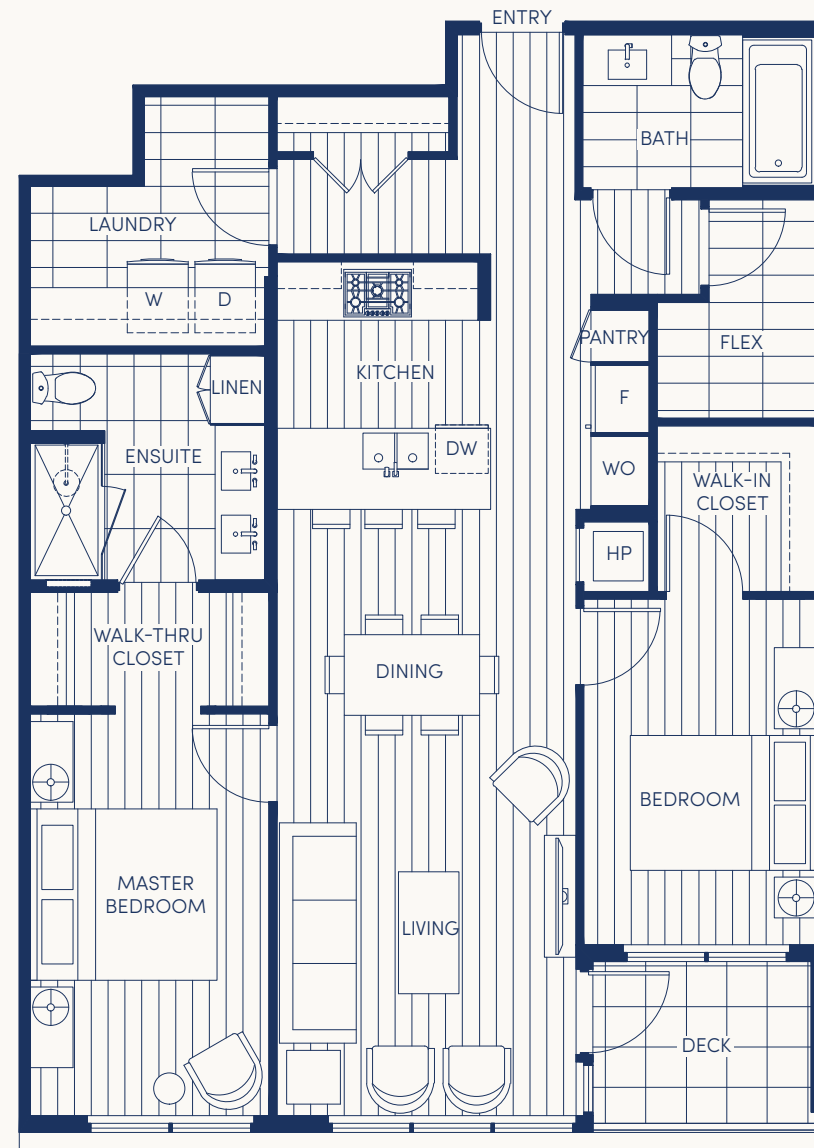 ENTRY
BATH
LAUNDRY
W
D
PANTRY
FLEX
KITCHEN
LINEN
F
DW
ENSUITE
WO
WALK-IN
CLOSET
HP
WALK-THRU
CLOSET
DINING
BEDROOM
MASTER
BEDROOM
LIVING
DECK